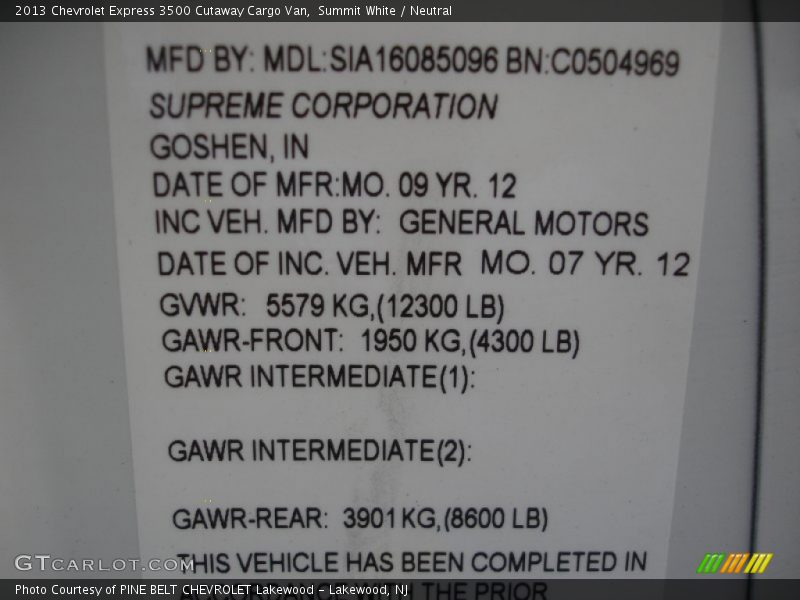 2013 Chevrolet Express 3500 Cutaway Cargo Van, Summit White / Neutral
MFD BY: MDL:SIA16085096 BN:C0504969
SUPREME CORPORATION
GOSHEN, IN
DATE OF MFR:MO. 09 YR. 12
INC VEH. MFD BY: GENERAL MOTORS
DATE OF INC. VEH. MFR MO. 07 YR. 12
GVWR: 5579 KG,(12300 LB)
GAWR-FRONT: 1950 KG,(4300 LB)
GAWR INTERMEDIATE(1):
GAWR INTERMEDIATE(2):
GAWR-REAR: 3901 KG,(8600 LB)
THIS VEHICLE HAS BEEN COMPLETED IN
GTCARLOT.COM
ACCORDANCE WITH THE PRIOR
Photo Courtesy of PINE BELT CHEVROLET Lakewood - Lakewood, NJ